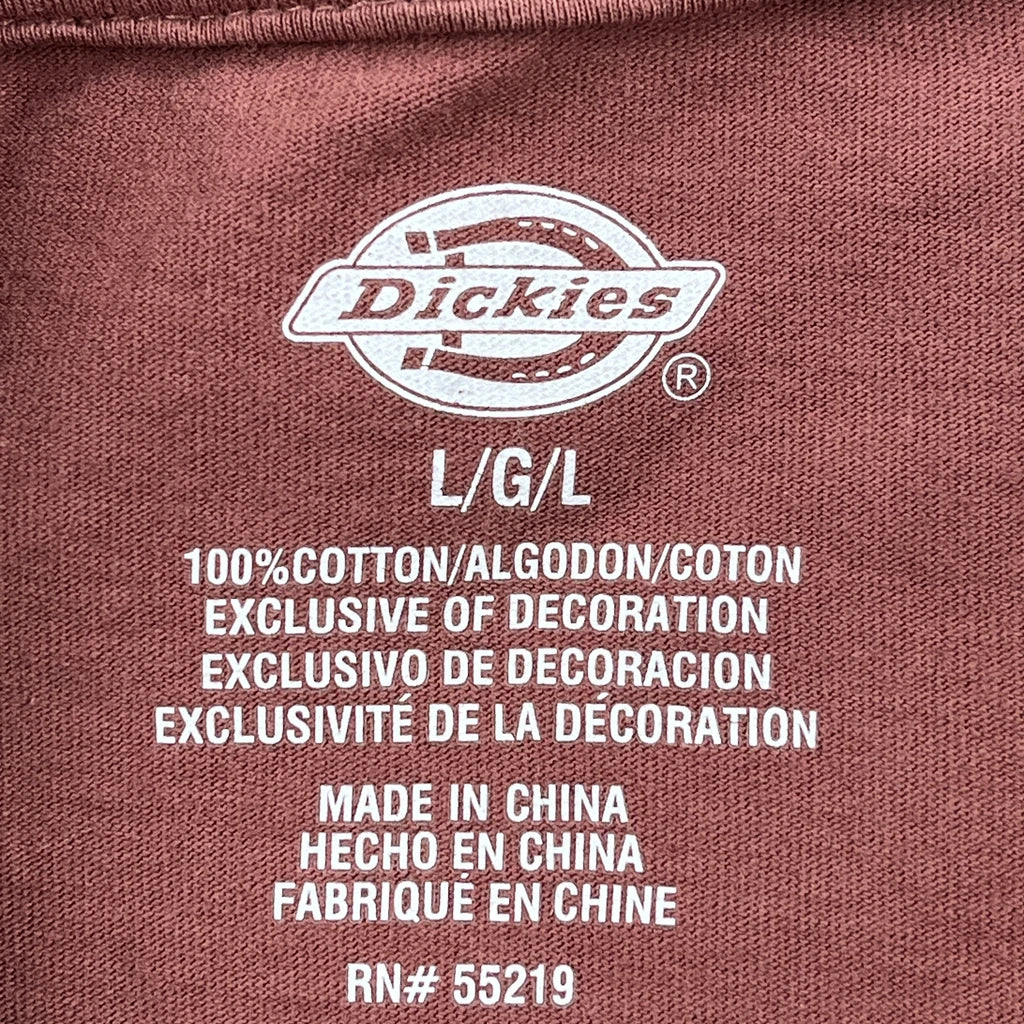 Dickies
®
L/G/L
100%COTTON/ALGODON/COTON
EXCLUSIVE OF DECORATION
EXCLUSIVO DE DECORACION
EXCLUSIVITÉ DE LA DÉCORATION
MADE IN CHINA
HECHO EN CHINA
FABRIQUÉ EN CHINE
RN# 55219